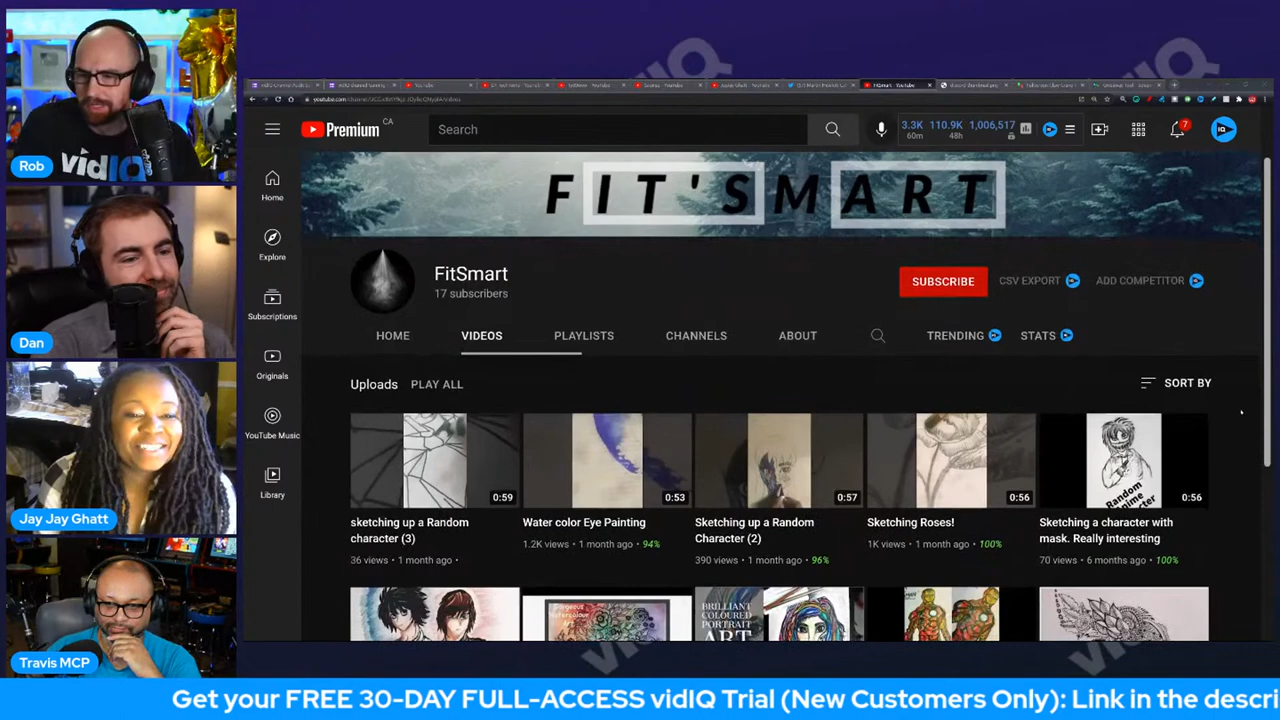 vidIQ
Rob
Dan
Jay Jay Ghatt
Travis MCP
vidIQ
Premium
CA
Search
3.3K 110.9K 1,006,517
60m 48h
7
IQ
FIT'SMART
Home
Explore
Subscriptions
Originals
YouTube Music
Library
FitSmart
17 subscribers
SUBSCRIBE
CSV EXPORT
ADD COMPETITOR
HOME
VIDEOS
PLAYLISTS
CHANNELS
ABOUT
TRENDING
STATS
Uploads PLAY ALL
SORT BY
0:59
sketching up a Random
character (3)
36 views • 1 month ago •
0:53
Water color Eye Painting
1.2K views • 1 month ago • 94%
0:57
Sketching up a Random
Character (2)
390 views • 1 month ago • 96%
0:56
Sketching Roses!
1K views • 1 month ago • 100%
Random
0:56
Sketching a character with
mask. Really interesting
70 views • 6 months ago • 100%
BRILLIANT
COLOURED
PORTRAIT
ART
Get your FREE 30-DAY FULL-ACCESS vidIQ Trial (New Customers Only): Link in the descri